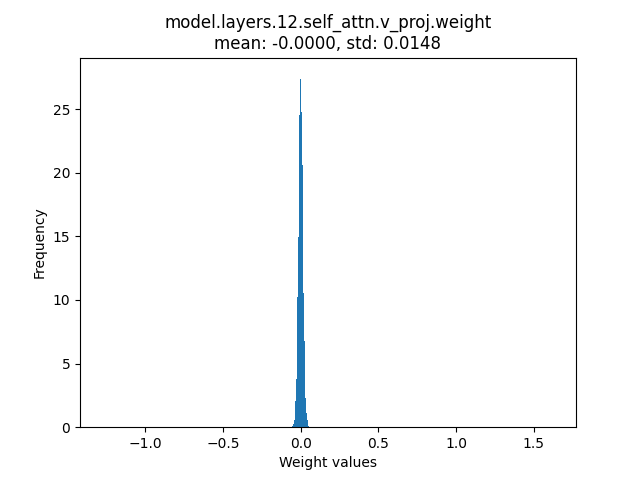 model.layers.12.self_attn.v_proj.weight
mean: -0.0000, std: 0.0148
25
20
15
10
5
0
Frequency
−1.0 −0.5 0.0 0.5 1.0 1.5
Weight values